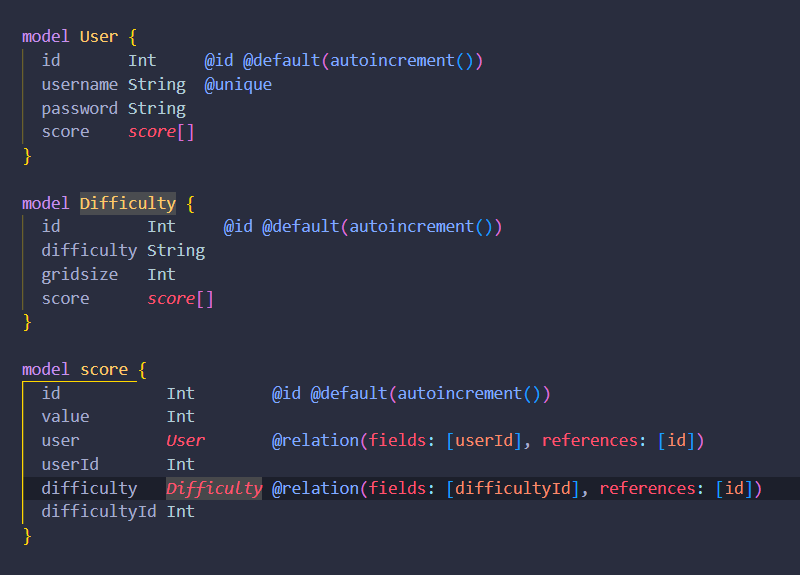 model User {
  id       Int     @id @default(autoincrement())
  username String  @unique
  password String
  score    score[]
}
model Difficulty {
  id         Int     @id @default(autoincrement())
  difficulty String
  gridsize   Int
  score      score[]
}
model score {
  id           Int        @id @default(autoincrement())
  value        Int
  user         User       @relation(fields: [userId], references: [id])
  userId       Int
  difficulty   Difficulty @relation(fields: [difficultyId], references: [id])
  difficultyId Int
}